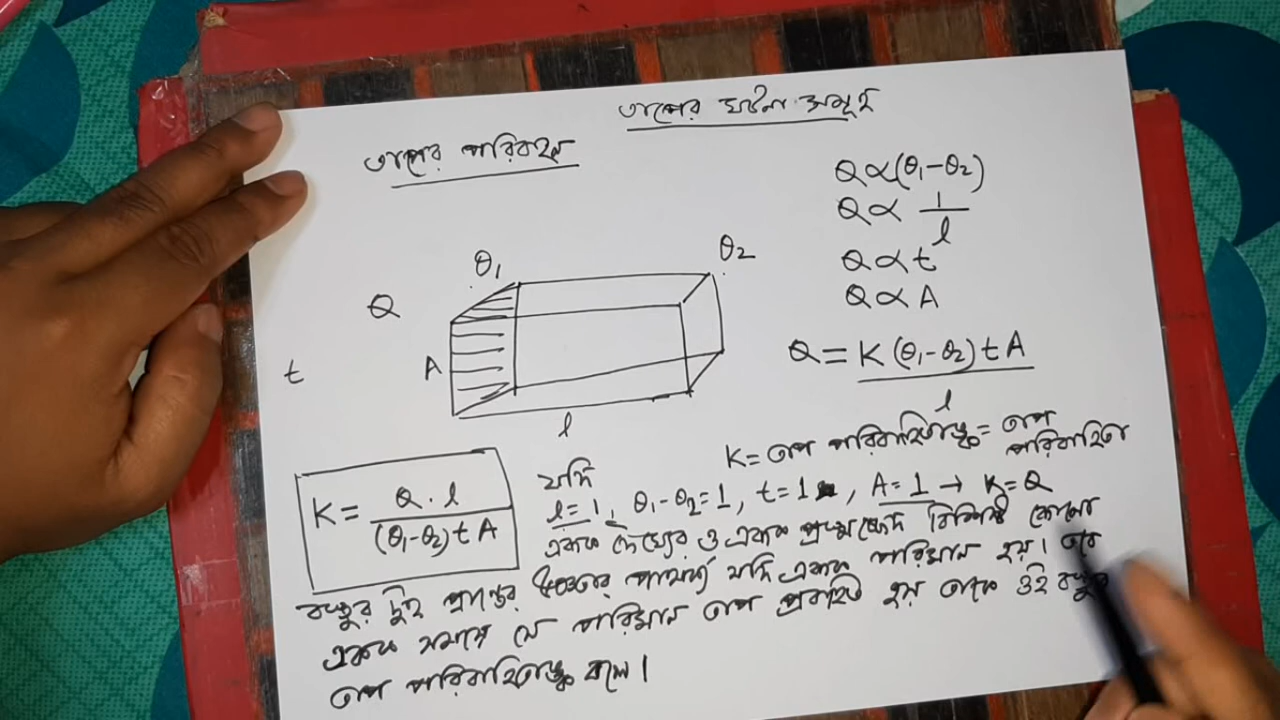 তাপের ঘটনা সমূহ
তাপের পরিবহন
Q∝(θ₁-θ₂)
Q∝ 1/l
Q∝t
Q∝A
θ₁
θ₂
Q
A
t
l
Q = K(θ₁-θ₂)tA / l
K= তাপ পরিবাহিতাঙ্ক = তাপ পরিবাহিতা
K = Q·l / (θ₁-θ₂)tA
যদি
l=1, θ₁-θ₂=1, t=1, A=1 → K=Q
একক দৈর্ঘ্যের ও একক প্রস্থচ্ছেদ বিশিষ্ট কোনো
বস্তুর দুই প্রান্তের উষ্ণতার পার্থক্য যদি একক পরিমান হয়। তবে
একক সময়ে যে পরিমান তাপ প্রবাহিত হয় তাকে ওই বস্তুর
তাপ পরিবাহিতাঙ্ক বলে।